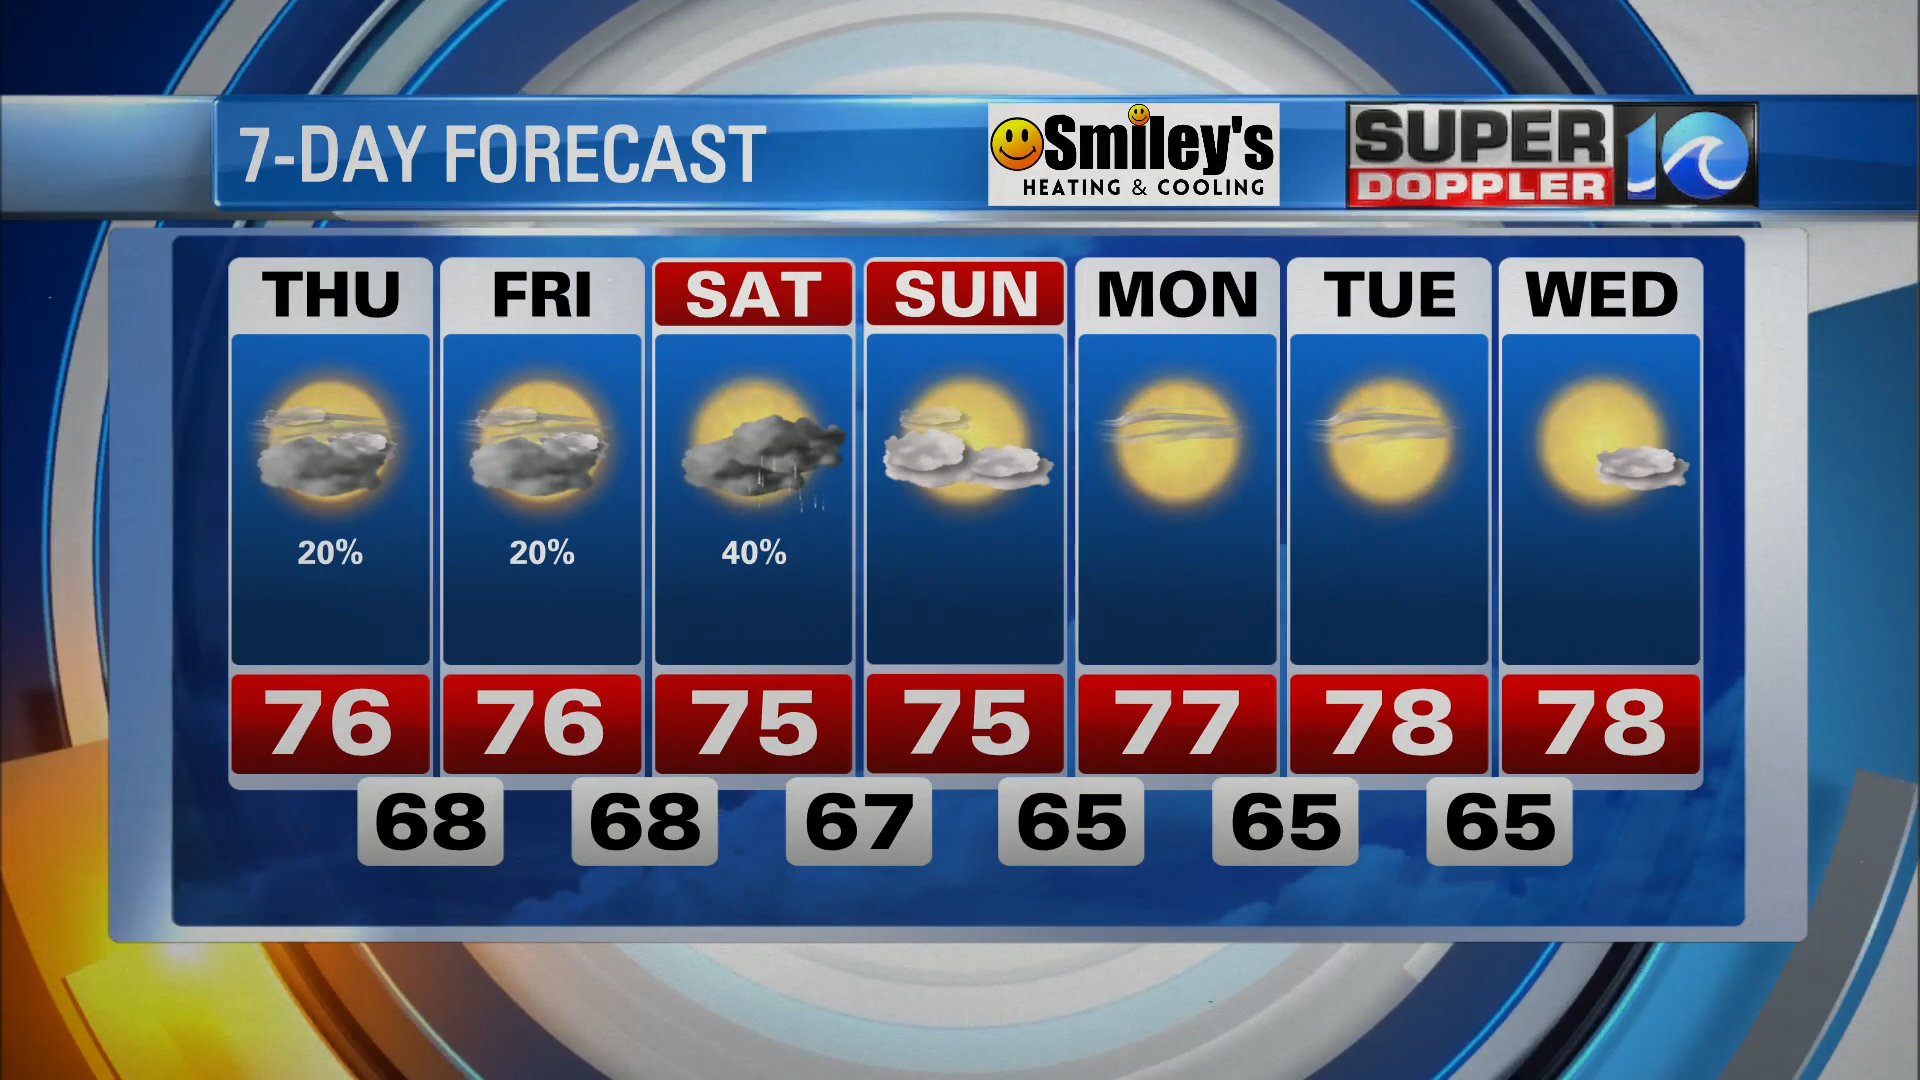 7-DAY FORECAST
Smiley's
HEATING & COOLING
SUPER
DOPPLER
10
THU FRI SAT SUN MON TUE WED
20% 20% 40%
76 76 75 75 77 78 78
68 68 67 65 65 65